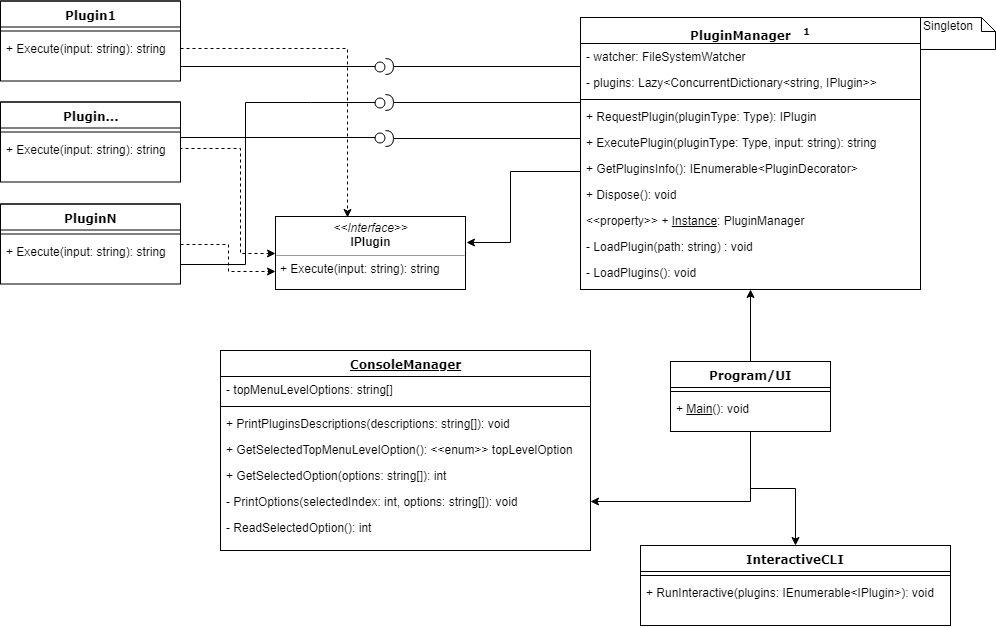 Plugin1
+ Execute(input: string): string
Plugin...
+ Execute(input: string): string
PluginN
+ Execute(input: string): string
<<Interface>>
IPlugin
+ Execute(input: string): string
PluginManager 1
Singleton
- watcher: FileSystemWatcher
- plugins: Lazy<ConcurrentDictionary<string, IPlugin>>
+ RequestPlugin(pluginType: Type): IPlugin
+ ExecutePlugin(pluginType: Type, input: string): string
+ GetPluginsInfo(): IEnumerable<PluginDecorator>
+ Dispose(): void
<<property>> + Instance: PluginManager
- LoadPlugin(path: string) : void
- LoadPlugins(): void
ConsoleManager
- topMenuLevelOptions: string[]
+ PrintPluginsDescriptions(descriptions: string[]): void
+ GetSelectedTopMenuLevelOption(): <<enum>> topLevelOption
+ GetSelectedOption(options: string[]): int
- PrintOptions(selectedIndex: int, options: string[]): void
- ReadSelectedOption(): int
Program/UI
+ Main(): void
InteractiveCLI
+ RunInteractive(plugins: IEnumerable<IPlugin>): void